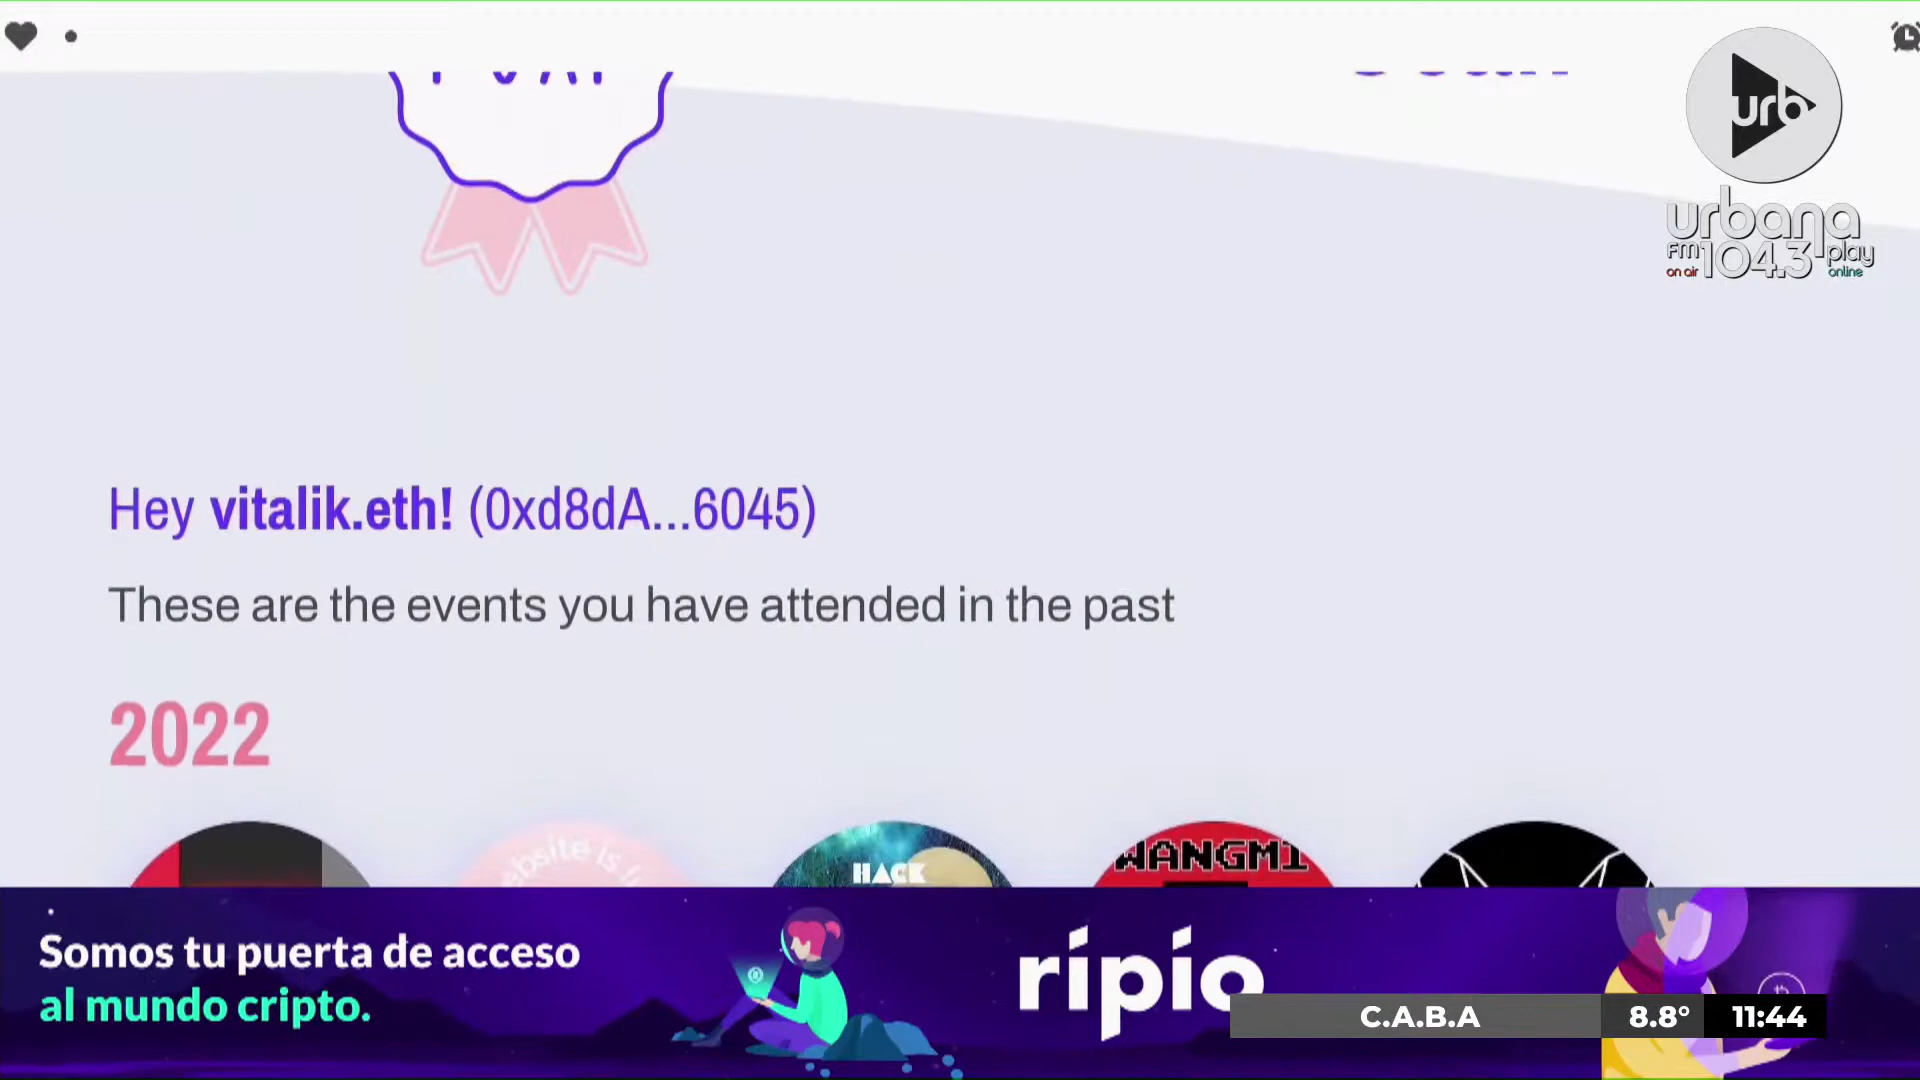 urb
urbana
FM 104.3 play
on air online
Hey vitalik.eth! (0xd8dA...6045)
These are the events you have attended in the past
2022
HACK
WANGMI
Somos tu puerta de acceso
al mundo cripto.
ripio
C.A.B.A 8.8° 11:44